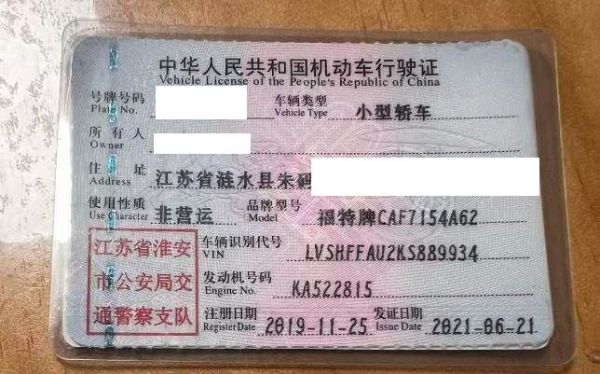 中华人民共和国机动车行驶证
Vehicle License of the People's Republic of China
号牌号码 车辆类型 小型轿车
Plate No. Vehicle Type
所有人
Owner
住址 江苏省涟水县朱码
Address
使用性质 非营运 品牌型号 福特牌CAF7154A62
Use Character Model
江苏省淮安 车辆识别代号 LVSHFFAU2KS889934
VIN
市公安局交 发动机号码 KA522815
Engine No.
通警察支队 注册日期 2019-11-25 发证日期 2021-06-21
Register Date Issue Date